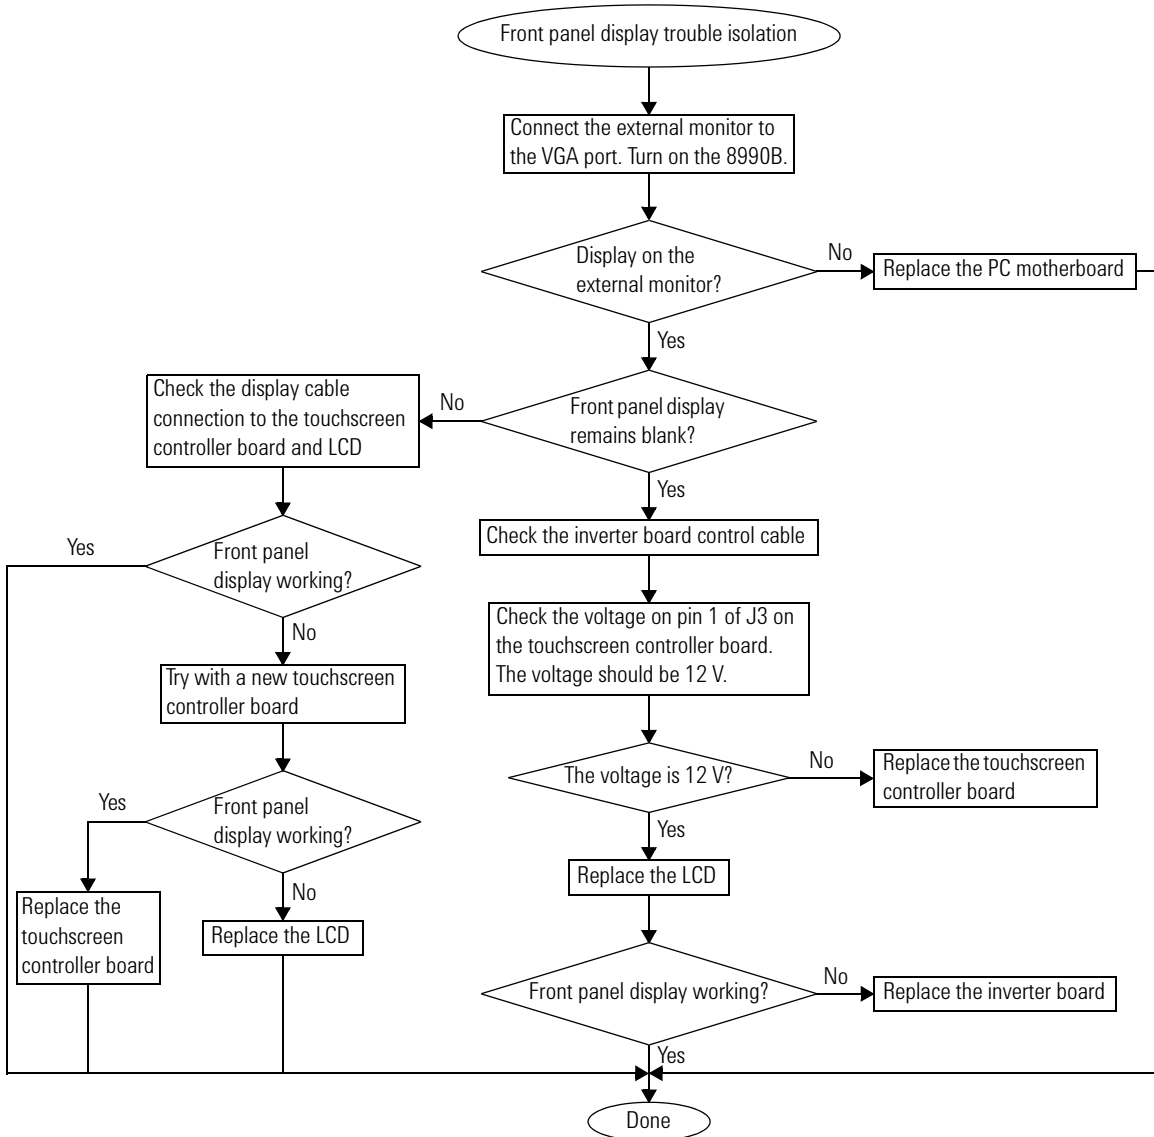 Front panel display trouble isolation
Connect the external monitor to
the VGA port. Turn on the 8990B.
Display on the
external monitor?
No
Replace the PC motherboard
Yes
Front panel display
remains blank?
No
Check the display cable
connection to the touchscreen
controller board and LCD
Yes
Check the inverter board control cable
Yes
Front panel
display working?
Check the voltage on pin 1 of J3 on
the touchscreen controller board.
The voltage should be 12 V.
No
Try with a new touchscreen
controller board
The voltage is 12 V?
No
Replace the touchscreen
controller board
Yes
Front panel
display working?
Yes
Replace the LCD
No
Replace the
touchscreen
controller board
Replace the LCD
Front panel display working?
No
Replace the inverter board
Yes
Done